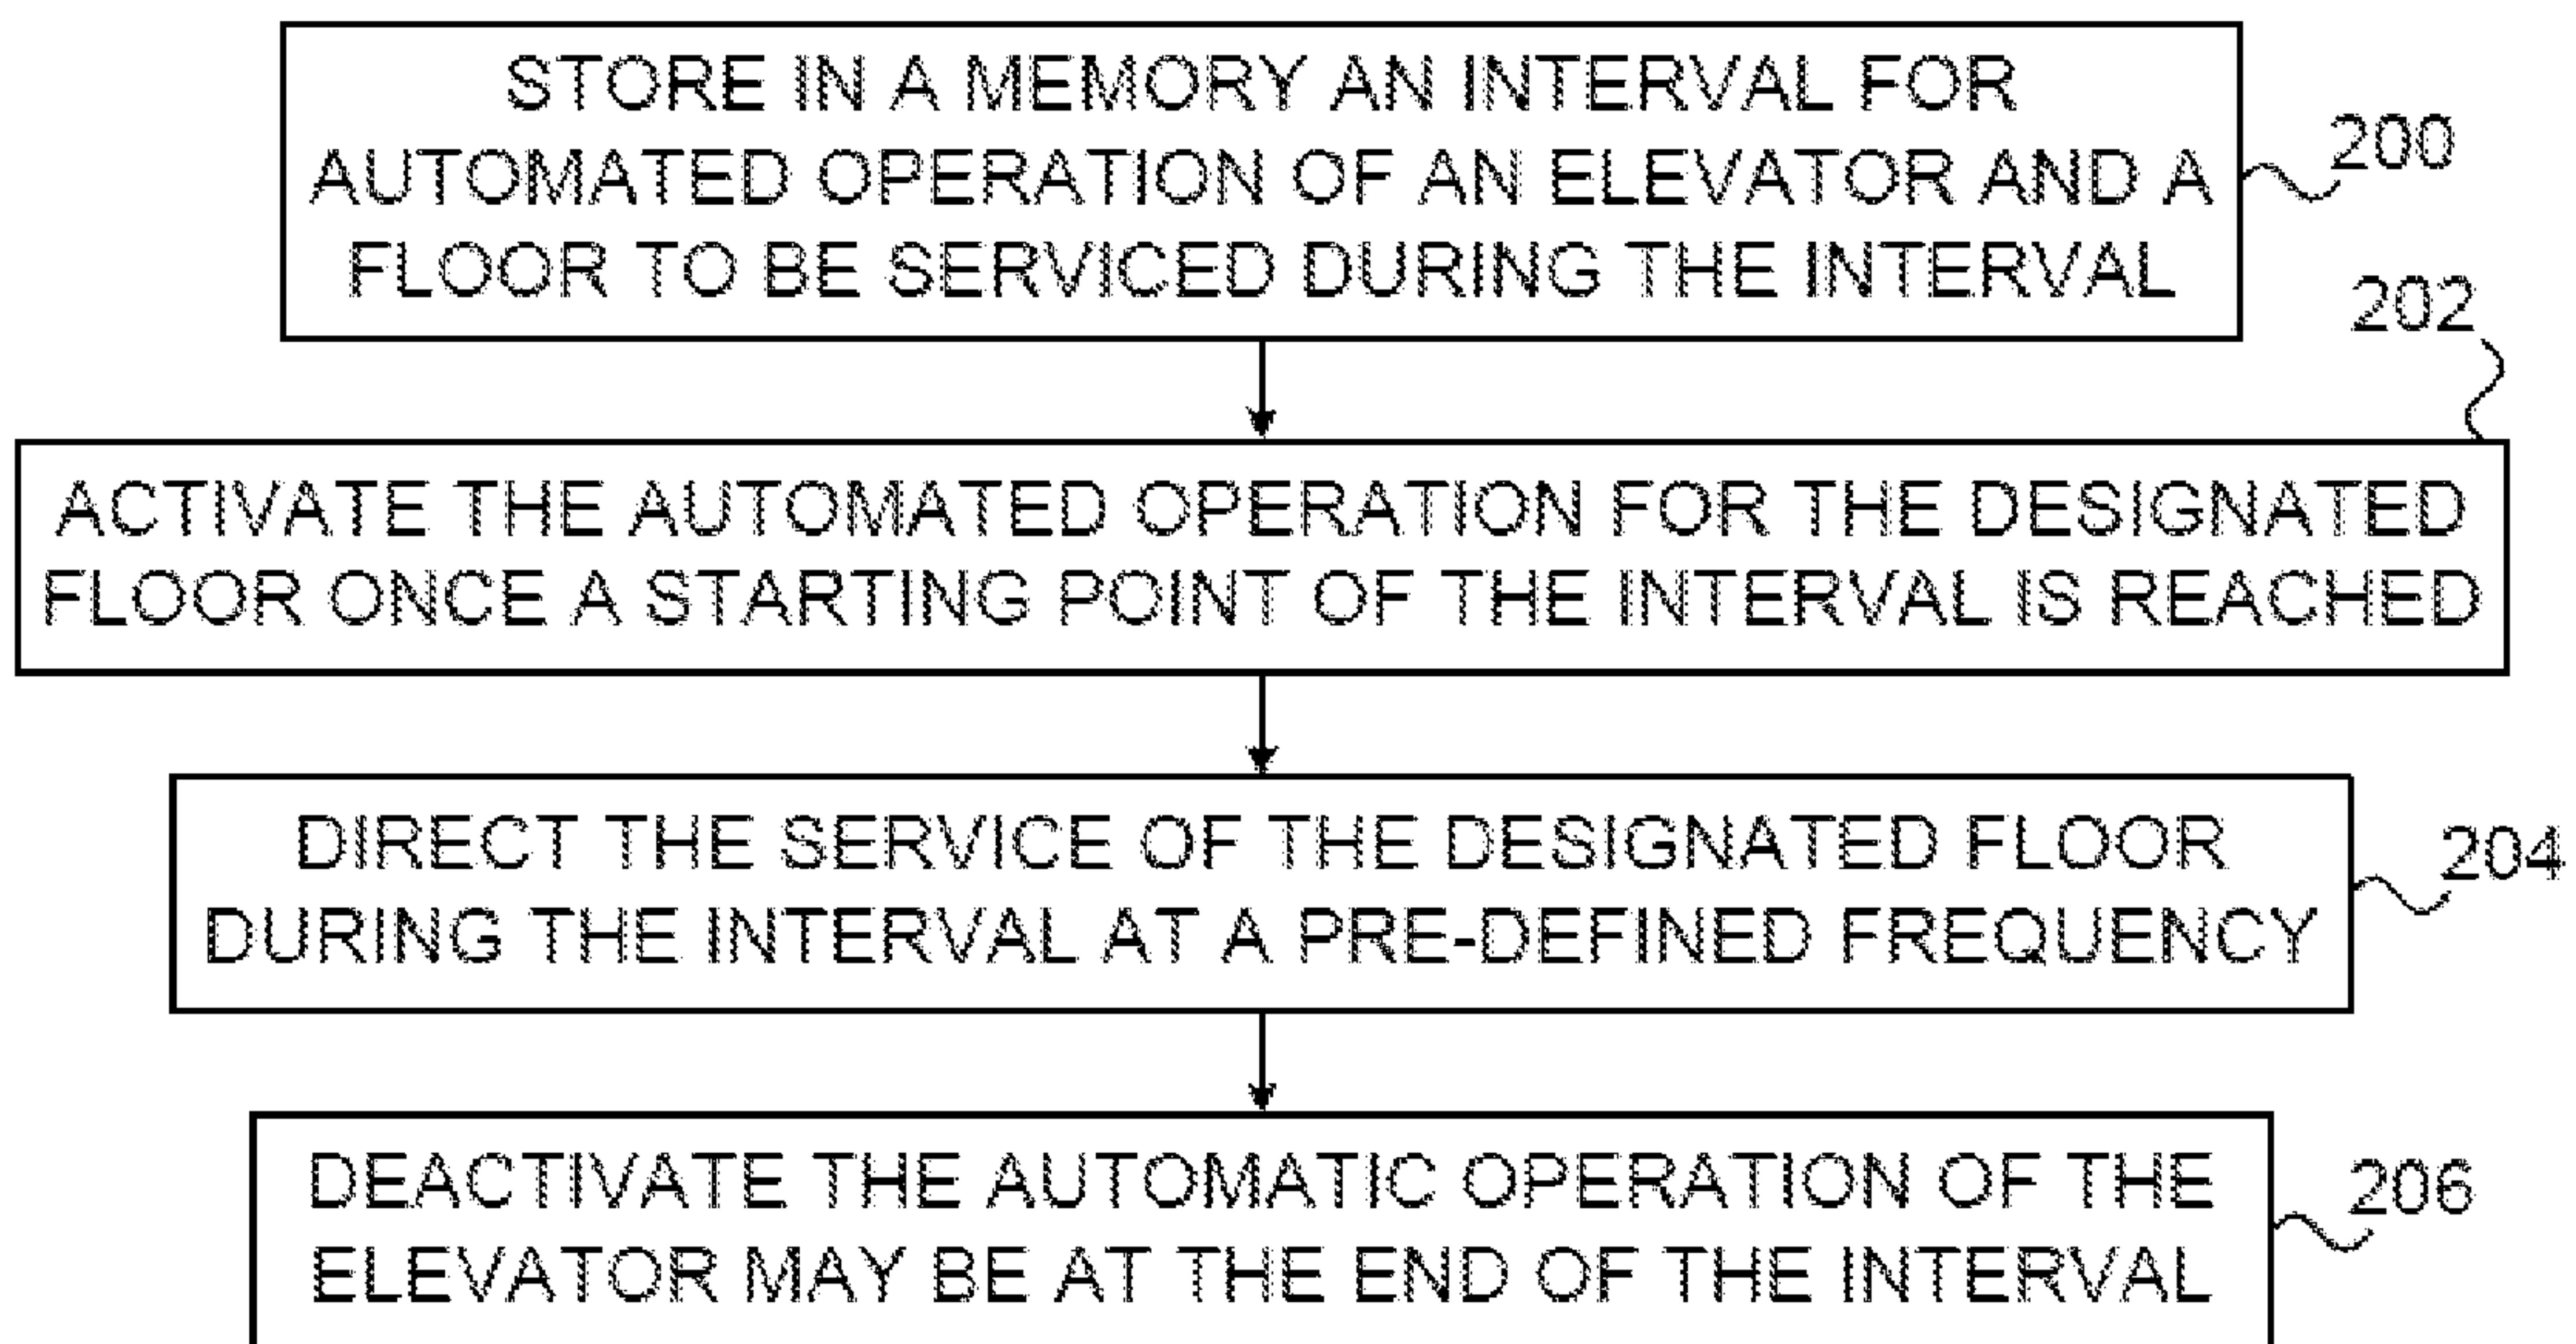 STORE IN A MEMORY AN INTERVAL FOR
AUTOMATED OPERATION OF AN ELEVATOR AND A
FLOOR TO BE SERVICED DURING THE INTERVAL
200
202
ACTIVATE THE AUTOMATED OPERATION FOR THE DESIGNATED
FLOOR ONCE A STARTING POINT OF THE INTERVAL IS REACHED
DIRECT THE SERVICE OF THE DESIGNATED FLOOR
DURING THE INTERVAL AT A PRE-DEFINED FREQUENCY
204
DEACTIVATE THE AUTOMATIC OPERATION OF THE
ELEVATOR MAY BE AT THE END OF THE INTERVAL
206